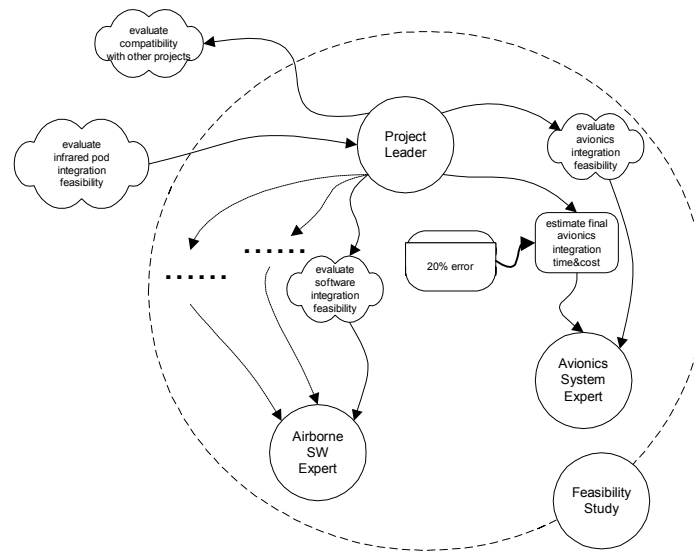 evaluate
compatibility
with other projects
evaluate
infrared pod
integration
feasibility
Project
Leader
evaluate
avionics
integration
feasibility
estimate final
avionics
integration
time&cost
20% error
evaluate
software
integration
feasibility
Avionics
System
Expert
Airborne
SW
Expert
Feasibility
Study